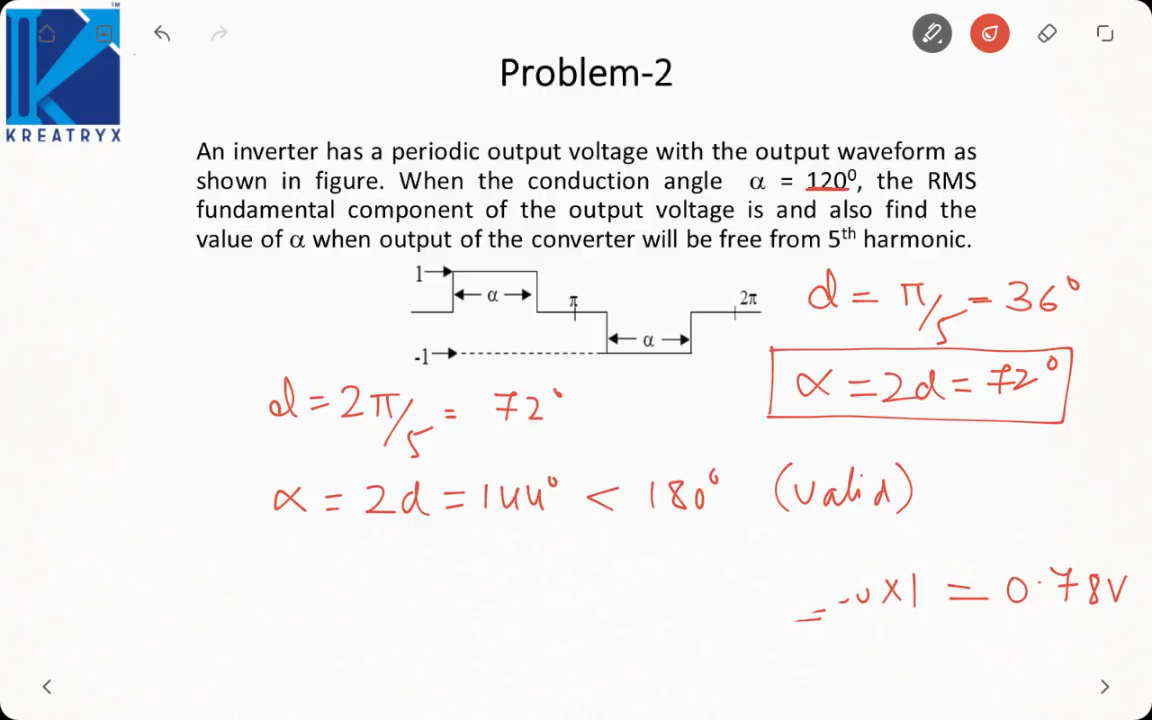 KREATRYX
TM
Problem-2
An inverter has a periodic output voltage with the output waveform as
shown in figure. When the conduction angle α = 120⁰, the RMS
fundamental component of the output voltage is and also find the
value of α when output of the converter will be free from 5th harmonic.
1
α
π
2π
-1
α
d = π/5 = 36°
α = 2d = 72°
d = 2π/5 = 72°
α = 2d = 144° < 180° (valid)
x1 = 0.78V